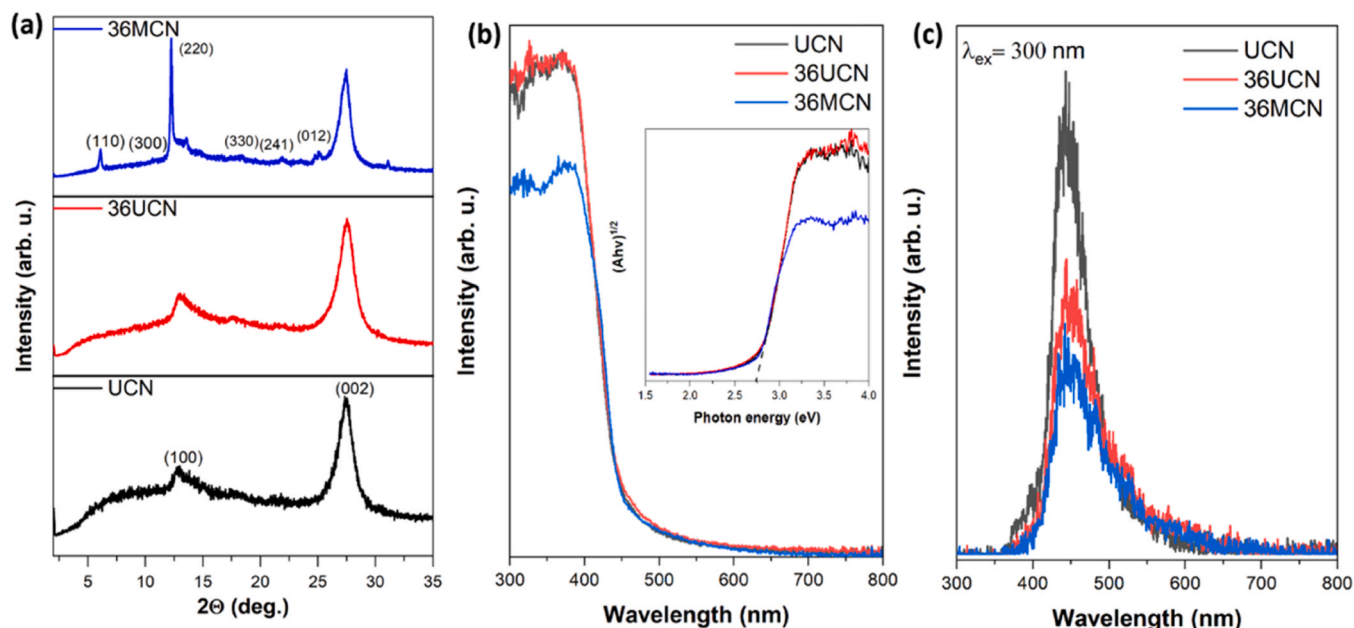 (a)
36MCN
(220)
(110)
(300)
(330)
(241)
(012)
36UCN
UCN
(002)
(100)
Intensity (arb. u.)
Intensity (arb. u.)
5 10 15 20 25 30 35
2Θ (deg.)
(b)
UCN
36UCN
36MCN
Intensity (arb. u.)
(Ahν)1/2
1.5 2.0 2.5 3.0 3.5 4.0
Photon energy (eV)
300 400 500 600 700 800
Wavelength (nm)
(c)
λex= 300 nm
UCN
36UCN
36MCN
Intensity (arb. u.)
300 400 500 600 700 800
Wavelength (nm)